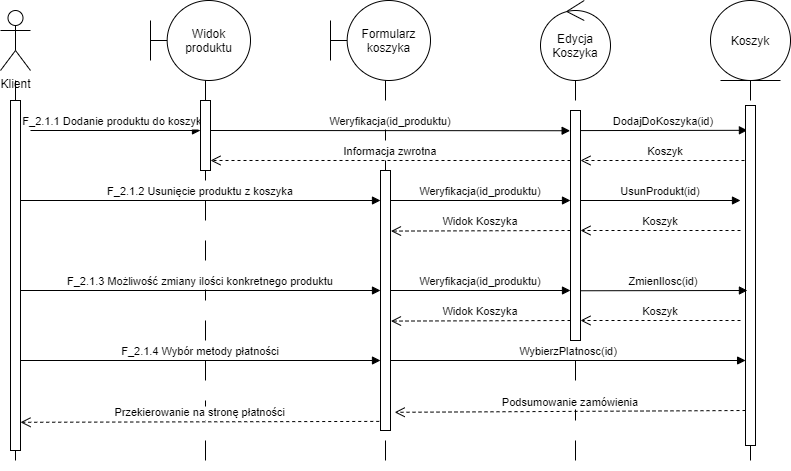 Widok
produktu
Formularz
koszyka
Edycja
Koszyka
Koszyk
Klient
F_2.1.1 Dodanie produktu do koszyk
Weryfikacja(id_produktu)
DodajDoKoszyka(id)
Informacja zwrotna
Koszyk
F_2.1.2 Usunięcie produktu z koszyka
Weryfikacja(id_produktu)
UsunProdukt(id)
Widok Koszyka
Koszyk
F_2.1.3 Możliwość zmiany ilości konkretnego produktu
Weryfikacja(id_produktu)
ZmienIlosc(id)
Widok Koszyka
Koszyk
F_2.1.4 Wybór metody płatności
WybierzPlatnosc(id)
Podsumowanie zamówienia
Przekierowanie na stronę płatności